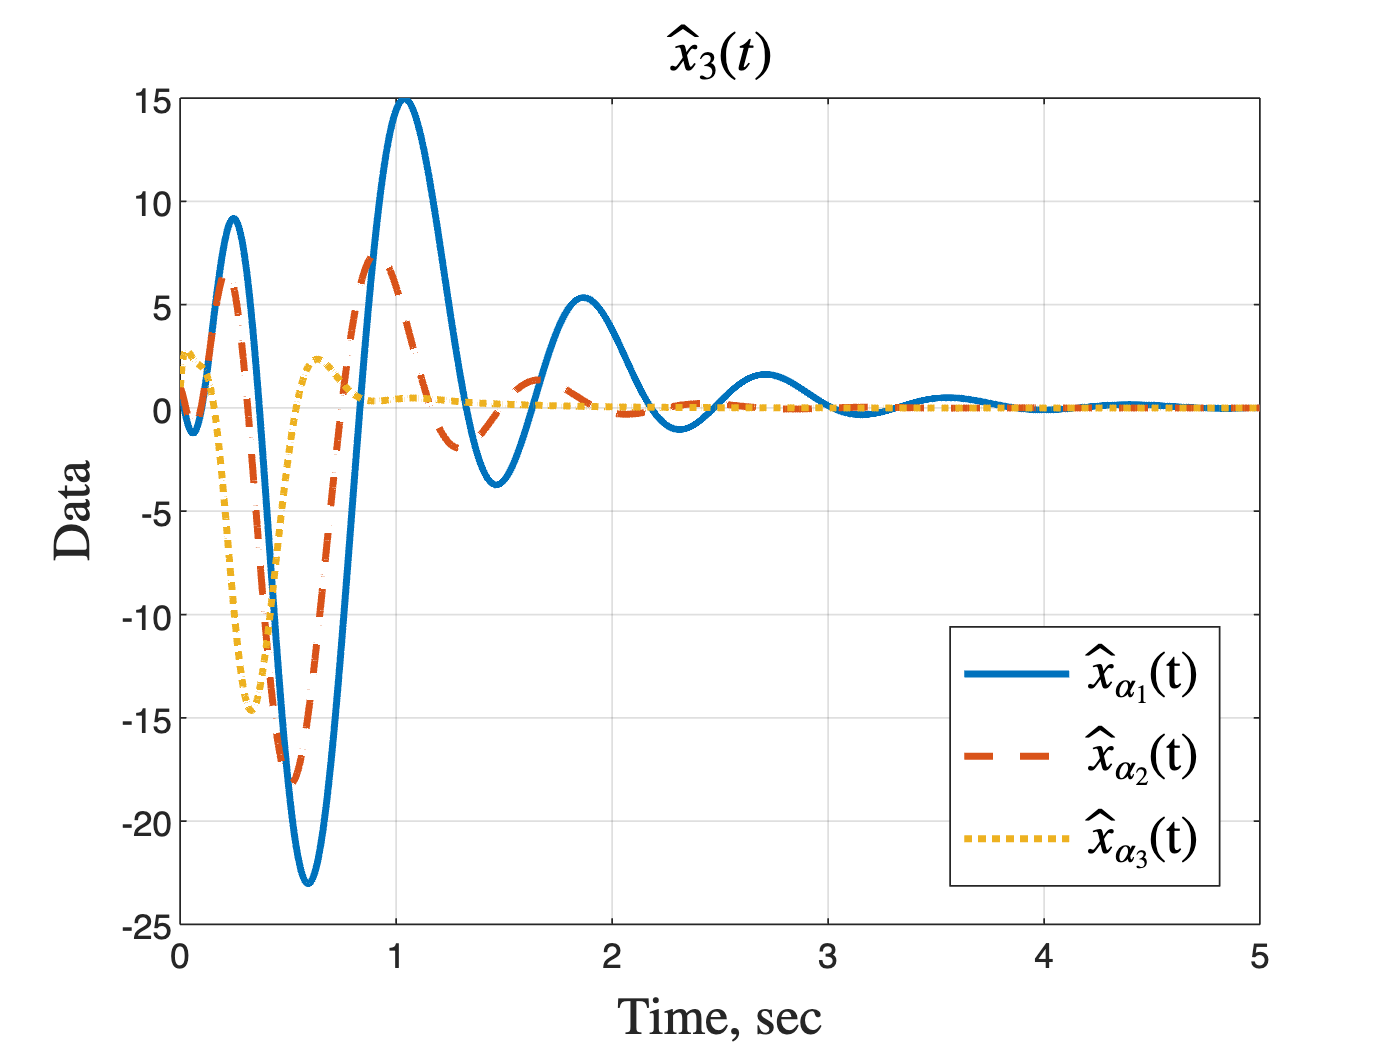 x̂₃(t)
15
10
5
0
-5
-10
-15
-20
-25
Data
0 1 2 3 4 5
Time, sec
x̂α₁(t)
x̂α₂(t)
x̂α₃(t)